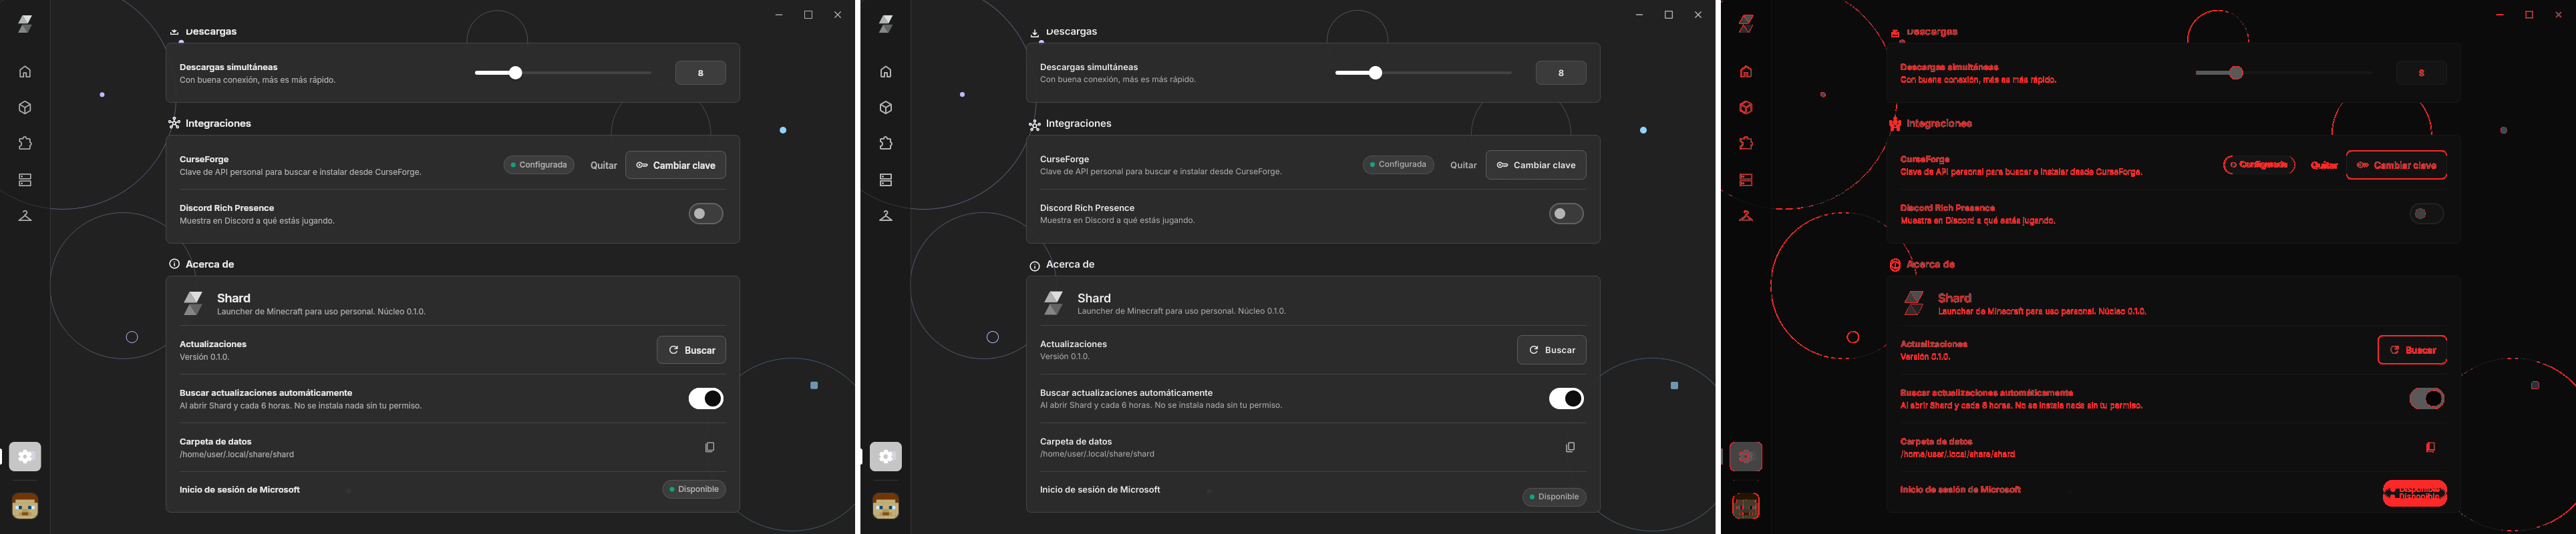 Descargas
Descargas simultáneas
Con buena conexión, más es más rápido.
8
Integraciones
CurseForge
Clave de API personal para buscar e instalar desde CurseForge.
Configurada
Quitar
Cambiar clave
Discord Rich Presence
Muestra en Discord a qué estás jugando.
Acerca de
Shard
Launcher de Minecraft para uso personal. Núcleo 0.1.0.
Actualizaciones
Versión 0.1.0.
Buscar
Buscar actualizaciones automáticamente
Al abrir Shard y cada 6 horas. No se instala nada sin tu permiso.
Carpeta de datos
/home/user/.local/share/shard
Inicio de sesión de Microsoft
Disponible
Descargas
Descargas simultáneas
Con buena conexión, más es más rápido.
8
Integraciones
CurseForge
Clave de API personal para buscar e instalar desde CurseForge.
Configurada
Quitar
Cambiar clave
Discord Rich Presence
Muestra en Discord a qué estás jugando.
Acerca de
Shard
Launcher de Minecraft para uso personal. Núcleo 0.1.0.
Actualizaciones
Versión 0.1.0.
Buscar
Buscar actualizaciones automáticamente
Al abrir Shard y cada 6 horas. No se instala nada sin tu permiso.
Carpeta de datos
/home/user/.local/share/shard
Inicio de sesión de Microsoft
Disponible
Descargas
Descargas simultáneas
Con buena conexión, más es más rápido.
8
Integraciones
CurseForge
Clave de API personal para buscar e instalar desde CurseForge.
Configurada
Quitar
Cambiar clave
Discord Rich Presence
Muestra en Discord a qué estás jugando.
Acerca de
Shard
Launcher de Minecraft para uso personal. Núcleo 0.1.0.
Actualizaciones
Versión 0.1.0.
Buscar
Buscar actualizaciones automáticamente
Al abrir Shard y cada 6 horas. No se instala nada sin tu permiso.
Carpeta de datos
/home/user/.local/share/shard
Inicio de sesión de Microsoft
Disponible
Disponible